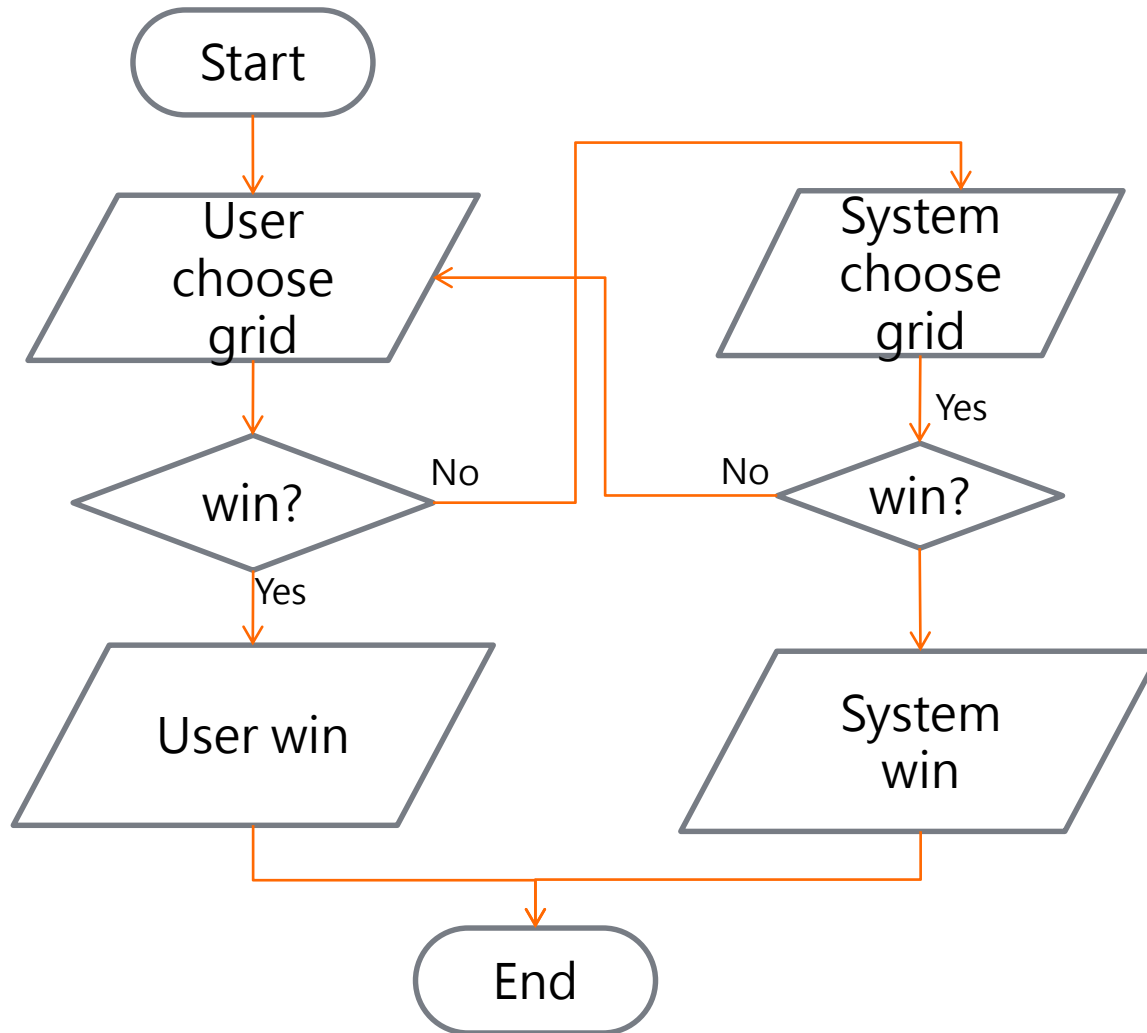 Start
User
choose
grid
System
choose
grid
Yes
win?
No
No
win?
Yes
User win
System
win
End